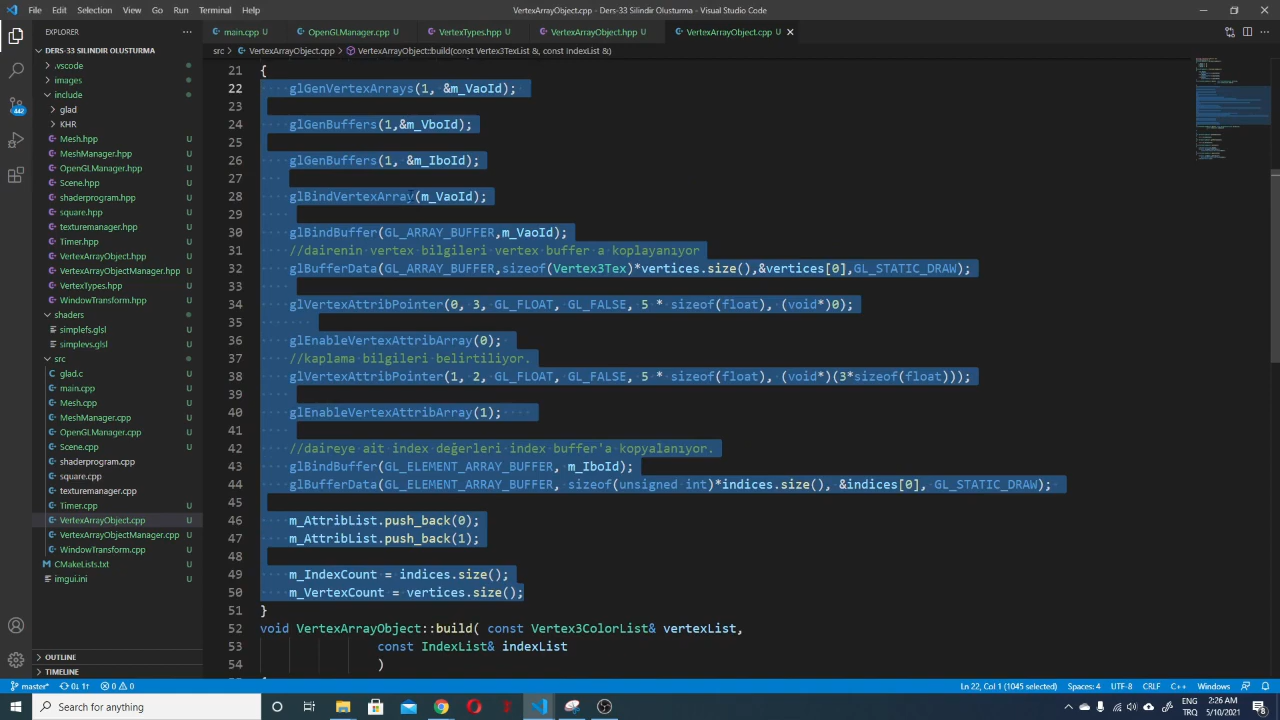 File Edit Selection View Go Run Terminal Help
VertexArrayObject.cpp - Visual Studio Code
EXPLORER
main.cpp U
OpenGLManager.hpp U
VertexTypes.hpp U
VertexArrayObject.hpp U
VertexArrayObject.cpp U
DERS-33 SILINDIR OLUSTURMA
src > VertexArrayObject.cpp > VertexArrayObject::build(const Vertex3TexList &, const IndexList &)
.vscode
images
include
glad
KHR
Mesh.hpp U
MeshManager.hpp U
OpenGLManager.hpp U
Scene.hpp U
shaderprogram.hpp U
square.hpp U
texturemanager.hpp U
Timer.hpp U
VertexArrayObject.hpp U
VertexArrayObjectManager.hpp U
VertexTypes.hpp U
WindowTransform.hpp U
shaders
simplefs.glsl U
simplevs.glsl U
src
glad.c U
main.cpp U
Mesh.cpp U
MeshManager.cpp U
OpenGLManager.cpp U
Scene.cpp U
shaderprogram.cpp U
square.cpp U
texturemanager.cpp U
Timer.cpp U
VertexArrayObject.cpp U
VertexArrayObjectManager.cpp U
WindowTransform.cpp U
CMakeLists.txt U
imgui.ini U
OUTLINE
TIMELINE
442
21 {
22 glGenVertexArrays(1, &m_VaoId);
23
24 glGenBuffers(1,&m_VboId);
25
26 glGenBuffers(1, &m_IboId);
27
28 glBindVertexArray(m_VaoId);
29
30 glBindBuffer(GL_ARRAY_BUFFER,m_VaoId);
31 //dairenin vertex bilgileri vertex buffer a koplayanıyor
32 glBufferData(GL_ARRAY_BUFFER,sizeof(Vertex3Tex)*vertices.size(),&vertices[0],GL_STATIC_DRAW);
33
34 glVertexAttribPointer(0, 3, GL_FLOAT, GL_FALSE, 5 * sizeof(float), (void*)0);
35
36 glEnableVertexAttribArray(0);
37 //kaplama bilgileri belirtiliyor.
38 glVertexAttribPointer(1, 2, GL_FLOAT, GL_FALSE, 5 * sizeof(float), (void*)(3*sizeof(float)));
39
40 glEnableVertexAttribArray(1);
41
42 //daireye ait index değerleri index buffer’a kopyalanıyor.
43 glBindBuffer(GL_ELEMENT_ARRAY_BUFFER, m_IboId);
44 glBufferData(GL_ELEMENT_ARRAY_BUFFER, sizeof(unsigned int)*indices.size(), &indices[0], GL_STATIC_DRAW);
45
46 m_AttribList.push_back(0);
47 m_AttribList.push_back(1);
48
49 m_IndexCount = indices.size();
50 m_VertexCount = vertices.size();
51 }
52 void VertexArrayObject::build( const Vertex3ColorList& vertexList,
53 const IndexList& indexList
54 )
master* 0↓ 1↑ 0 0
Ln 22, Col 1 (1045 selected) Spaces: 4 UTF-8 CRLF C++ Windows
Type here to search
ENG
TRQ
2:26 AM
5/10/2021
8